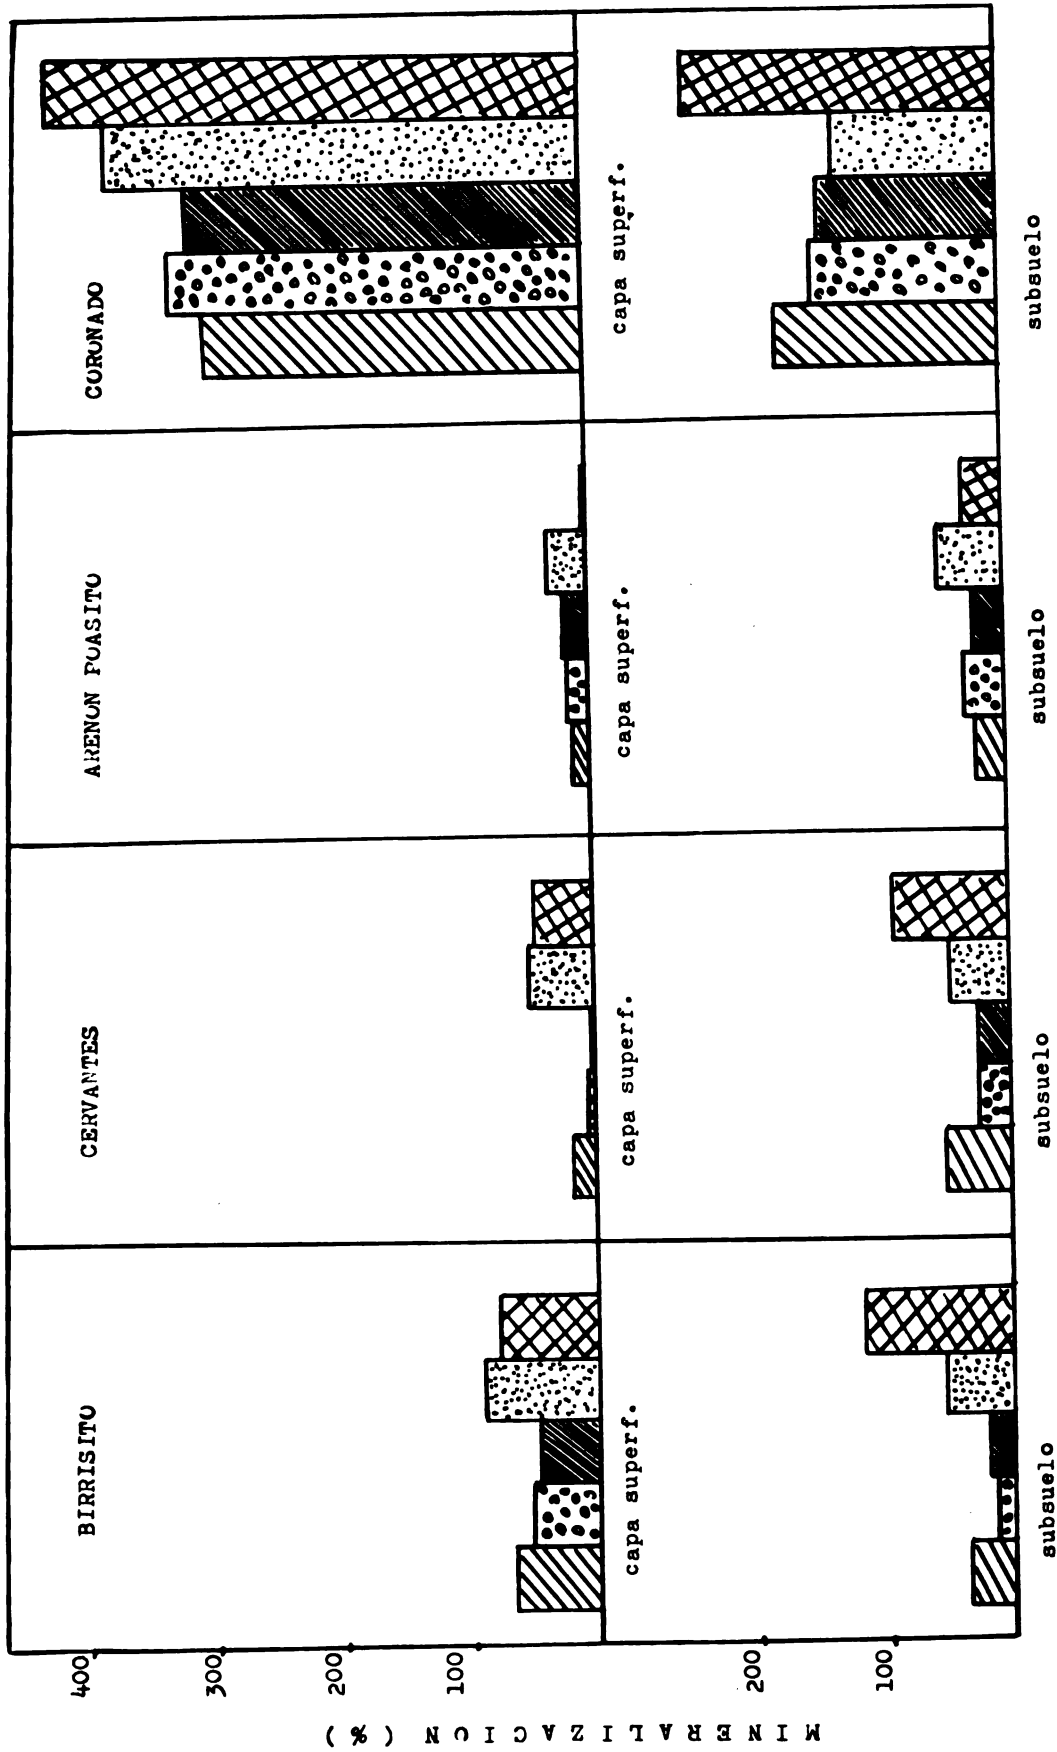 MINERALIZACION (%)
400
300
200
100
200
100
BIRRISITO
CERVANTES
ARENON POASITO
CORONADO
capa superf.
capa superf.
capa superf.
capa superf.
subsuelo
subsuelo
subsuelo
subsuelo